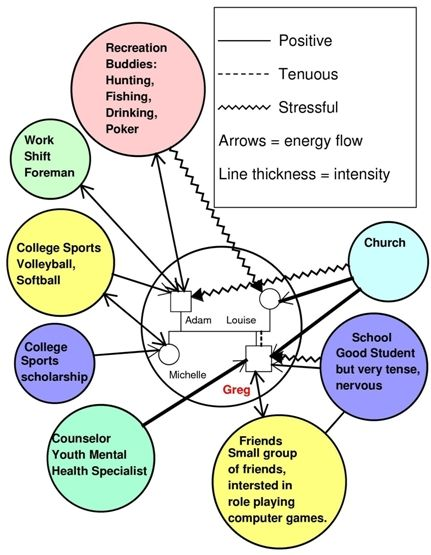 Recreation
Buddies:
Hunting,
Fishing,
Drinking,
Poker
Positive
Tenuous
Stressful
Arrows = energy flow
Line thickness = intensity
Work
Shift
Foreman
College Sports
Volleyball,
Softball
Church
Adam
Louise
College
Sports
scholarship
Michelle
Greg
School
Good Student
but very tense,
nervous
Counselor
Youth Mental
Health Specialist
Friends
Small group
of friends,
intersted in
role playing
computer games.